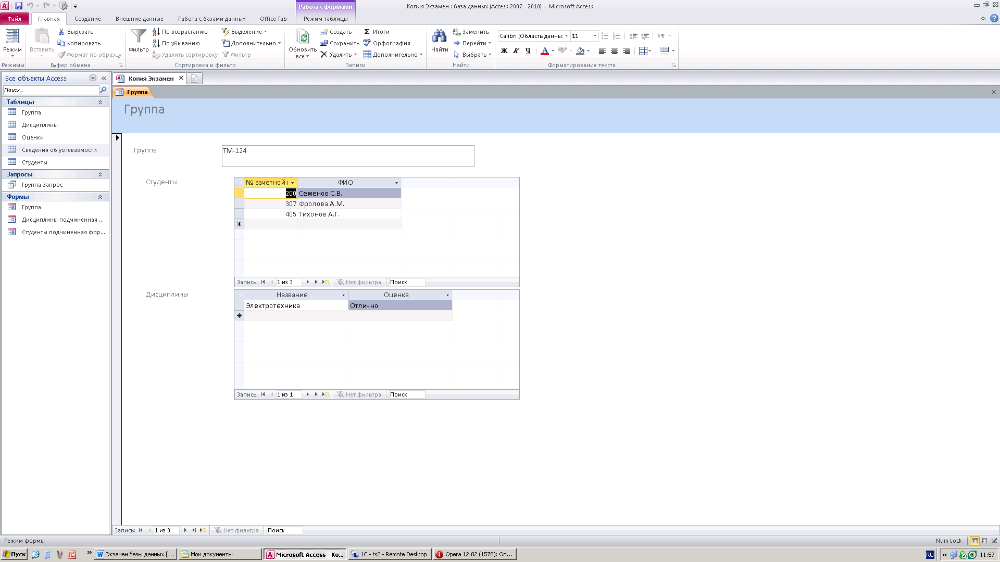 Работа с формами
Копия Экзамен : база данных (Access 2007 - 2010) - Microsoft Access
Файл Главная Создание Внешние данные Работа с базами данных Office Tab Режим таблицы
Режим
Режимы
Вставить
Вырезать
Копировать
Формат по образцу
Буфер обмена
Фильтр
По возрастанию
По убыванию
Удалить сортировку
Выделение
Дополнительно
Фильтр
Сортировка и фильтр
Обновить
все
Создать
Сохранить
Удалить
Итоги
Орфография
Дополнительно
Записи
Найти
Заменить
Перейти
Выбрать
Найти
Calibri (Область данны: 11
Ж К Ч
Форматирование текста
Все объекты Access
Поиск...
Таблицы
Группа
Дисциплины
Оценки
Сведения об успеваемости
Студенты
Запросы
Группа Запрос
Формы
Группа
Дисциплины подчиненная ...
Студенты подчиненная фор...
Копия Экзамен
Группа
Группа
Группа ТМ-124
Студенты
№ зачетной ФИО
200 Семенов С.В.
307 Фролова А.М.
405 Тихонов А.Г.
Запись: 1 из 3 Нет фильтра Поиск
Дисциплины
Название Оценка
Электротехника Отлично
Запись: 1 из 1 Нет фильтра Поиск
Запись: 1 из 3 Нет фильтра Поиск
Режим формы Num Lock
Пуск Экзамен базы данных [... Мои документы Microsoft Access - Ко... 1C - ts2 - Remote Desktop Opera 12.02 (1578): Оп... RU 11:57